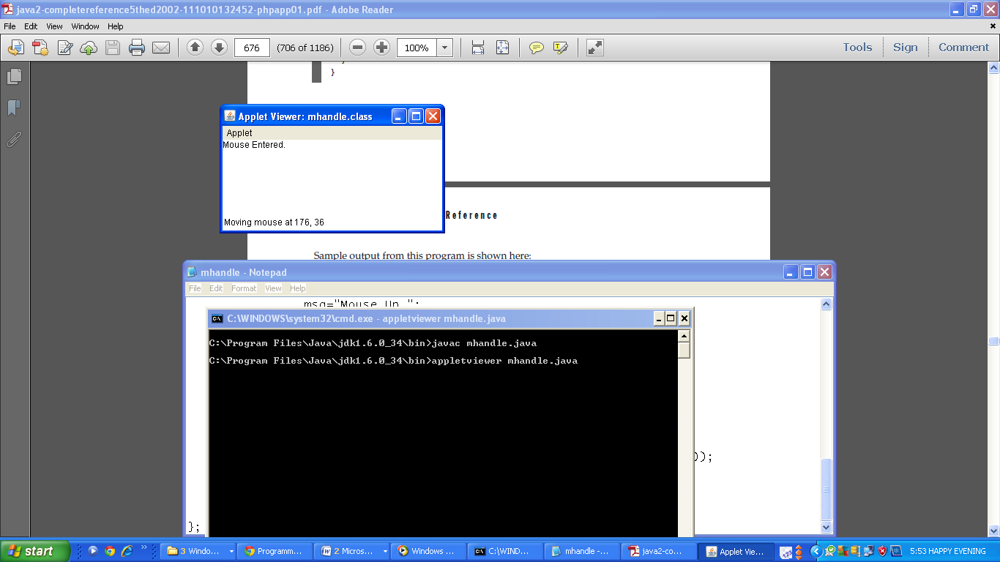 java2-completereference5thed2002-111010132452-phpapp01.pdf - Adobe Reader
File Edit View Window Help
676 (706 of 1186) 100% Tools Sign Comment
}
Applet Viewer: mhandle.class
Applet
Mouse Entered.
Moving mouse at 176, 36
Reference
Sample output from this program is shown here:
mhandle - Notepad
File Edit Format View Help
msg="Mouse Up.";
C:\WINDOWS\system32\cmd.exe - appletviewer mhandle.java
C:\Program Files\Java\jdk1.6.0_34\bin>javac mhandle.java
C:\Program Files\Java\jdk1.6.0_34\bin>appletviewer mhandle.java
));
};
start 3 Windo... Programm... 2 Micros... Windows ... C:\WIND... mhandle -... java2-co... Applet Vie... 5:53 HAPPY EVENING